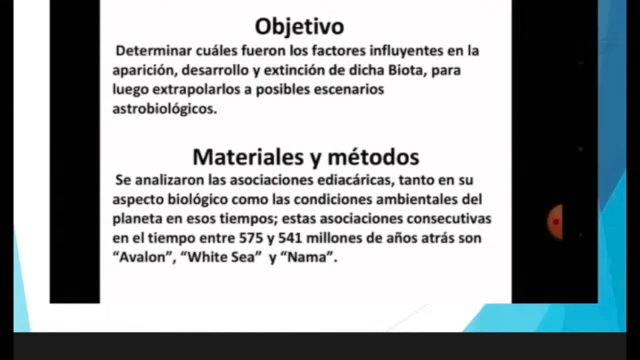 Objetivo
Determinar cuáles fueron los factores influyentes en la
aparición, desarrollo y extinción de dicha Biota, para
luego extrapolarlos a posibles escenarios
astrobiológicos.
Materiales y métodos
Se analizaron las asociaciones ediacáricas, tanto en su
aspecto biológico como las condiciones ambientales del
planeta en esos tiempos; estas asociaciones consecutivas
en el tiempo entre 575 y 541 millones de años atrás son
“Avalon”, “White Sea” y “Nama”.